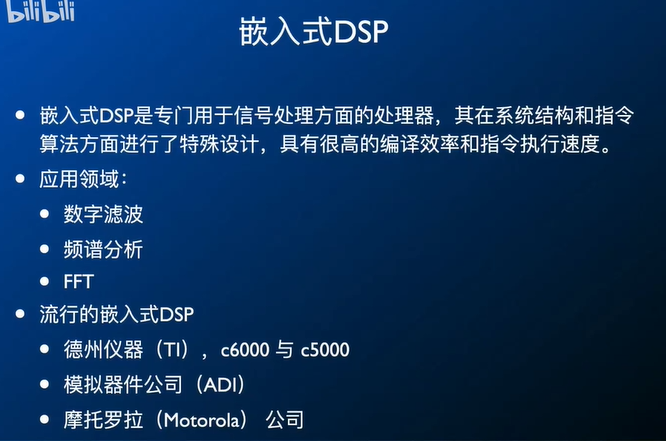 bilibili
嵌入式DSP
• 嵌入式DSP是专门用于信号处理方面的处理器，其在系统结构和指令
算法方面进行了特殊设计，具有很高的编译效率和指令执行速度。
• 应用领域：
• 数字滤波
• 频谱分析
• FFT
• 流行的嵌入式DSP
• 德州仪器（TI），c6000 与 c5000
• 模拟器件公司（ADI）
• 摩托罗拉（Motorola） 公司